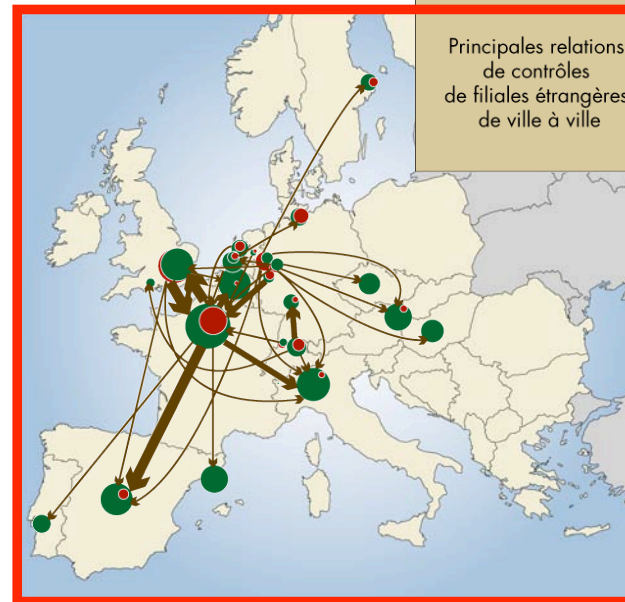 Principales relations
de contrôles
de filiales étrangères
de ville à ville